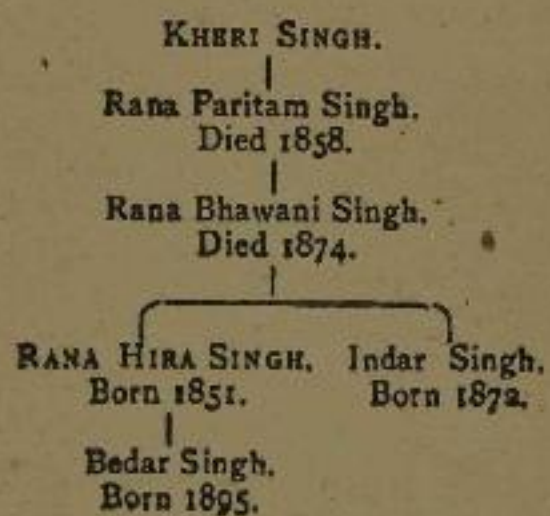 KHERI SINGH.
Rana Paritam Singh.
Died 1858.
Rana Bhawani Singh.
Died 1874.
RANA HIRA SINGH. Indar Singh.
Born 1851. Born 1872.
Bedar Singh.
Born 1895.